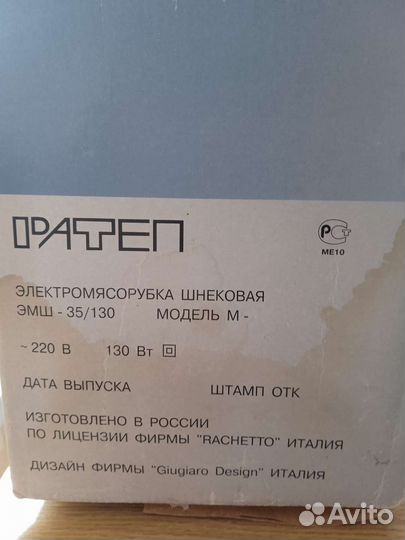 РАТЕП
РСТ
МЕ10
ЭЛЕКТРОМЯСОРУБКА ШНЕКОВАЯ
ЭМШ - 35/130 МОДЕЛЬ М -
~ 220 В 130 Вт
ДАТА ВЫПУСКА ШТАМП ОТК
ИЗГОТОВЛЕНО В РОССИИ
ПО ЛИЦЕНЗИИ ФИРМЫ "RACHETTO" ИТАЛИЯ
ДИЗАЙН ФИРМЫ "Giugiaro Design" ИТАЛИЯ
Avito